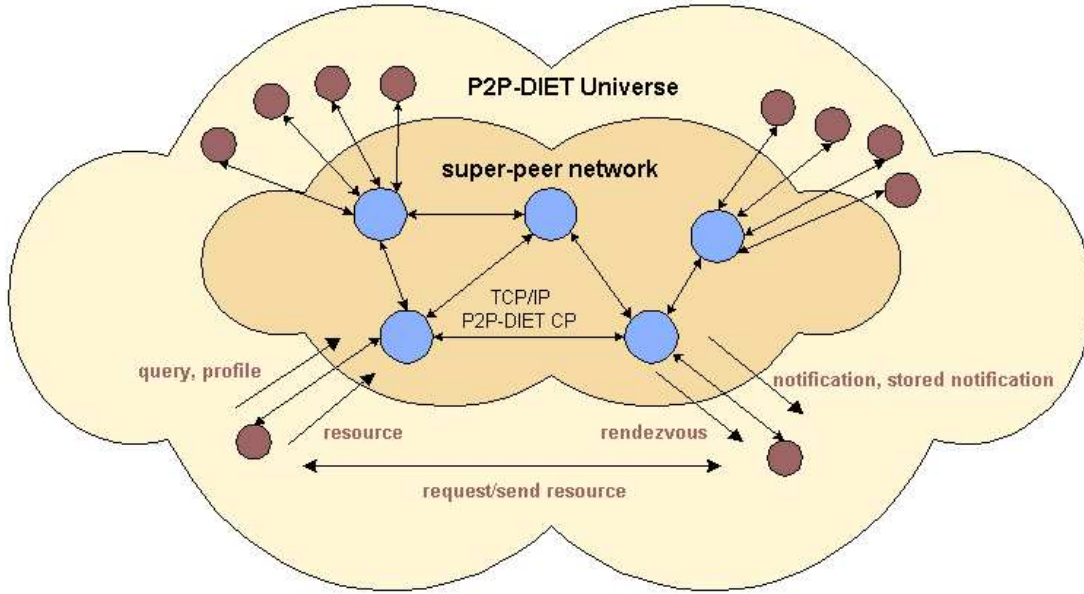 P2P-DIET Universe
super-peer network
TCP/IP
P2P-DIET CP
query, profile
notification, stored notification
resource
rendezvous
request/send resource